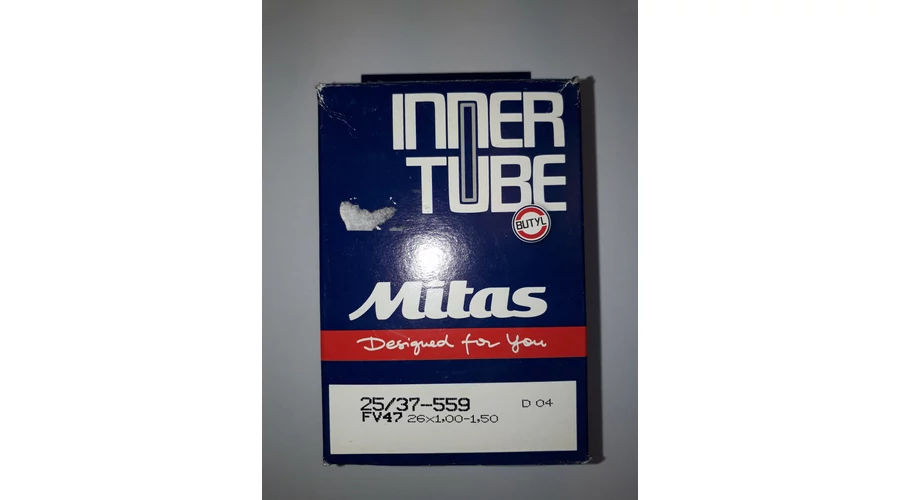 INNER
TUBE
BUTYL
Mitas
Designed for You
25/37-559 D 04
FV47 26x1,00-1,50